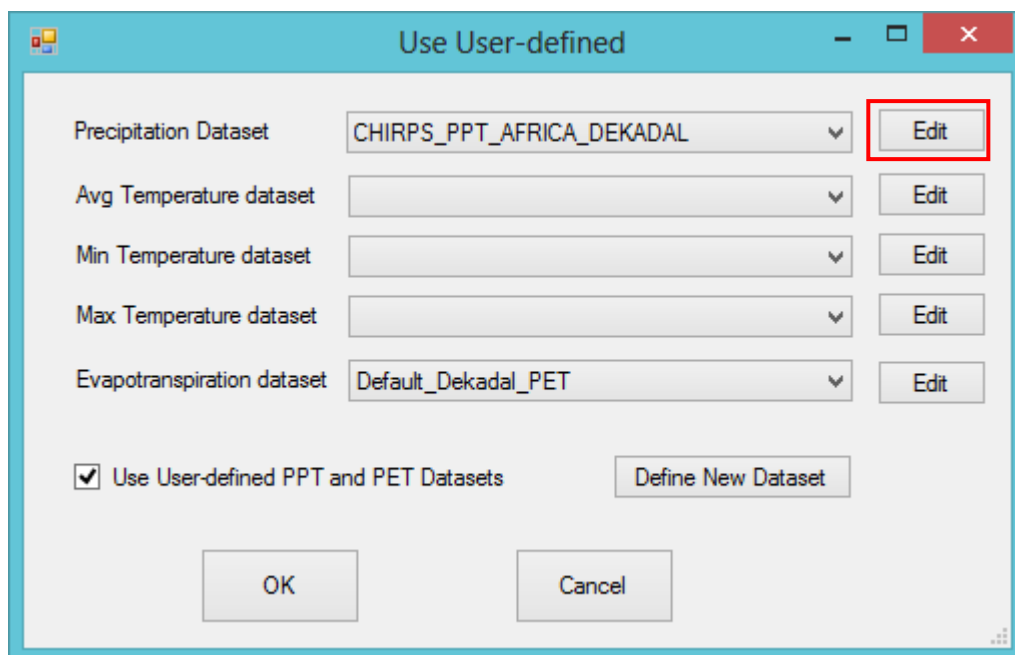 Use User-defined
Precipitation Dataset CHIRPS_PPT_AFRICA_DEKADAL Edit
Avg Temperature dataset Edit
Min Temperature dataset Edit
Max Temperature dataset Edit
Evapotranspiration dataset Default_Dekadal_PET Edit
Use User-defined PPT and PET Datasets Define New Dataset
OK Cancel